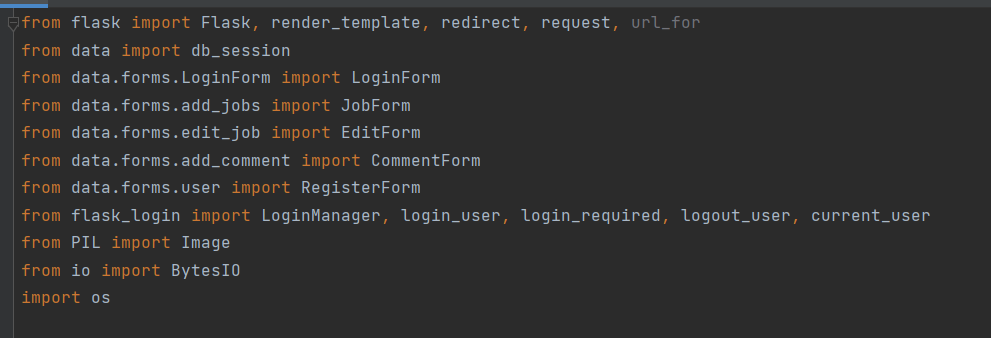 from flask import Flask, render_template, redirect, request, url_for
from data import db_session
from data.forms.LoginForm import LoginForm
from data.forms.add_jobs import JobForm
from data.forms.edit_job import EditForm
from data.forms.add_comment import CommentForm
from data.forms.user import RegisterForm
from flask_login import LoginManager, login_user, login_required, logout_user, current_user
from PIL import Image
from io import BytesIO
import os